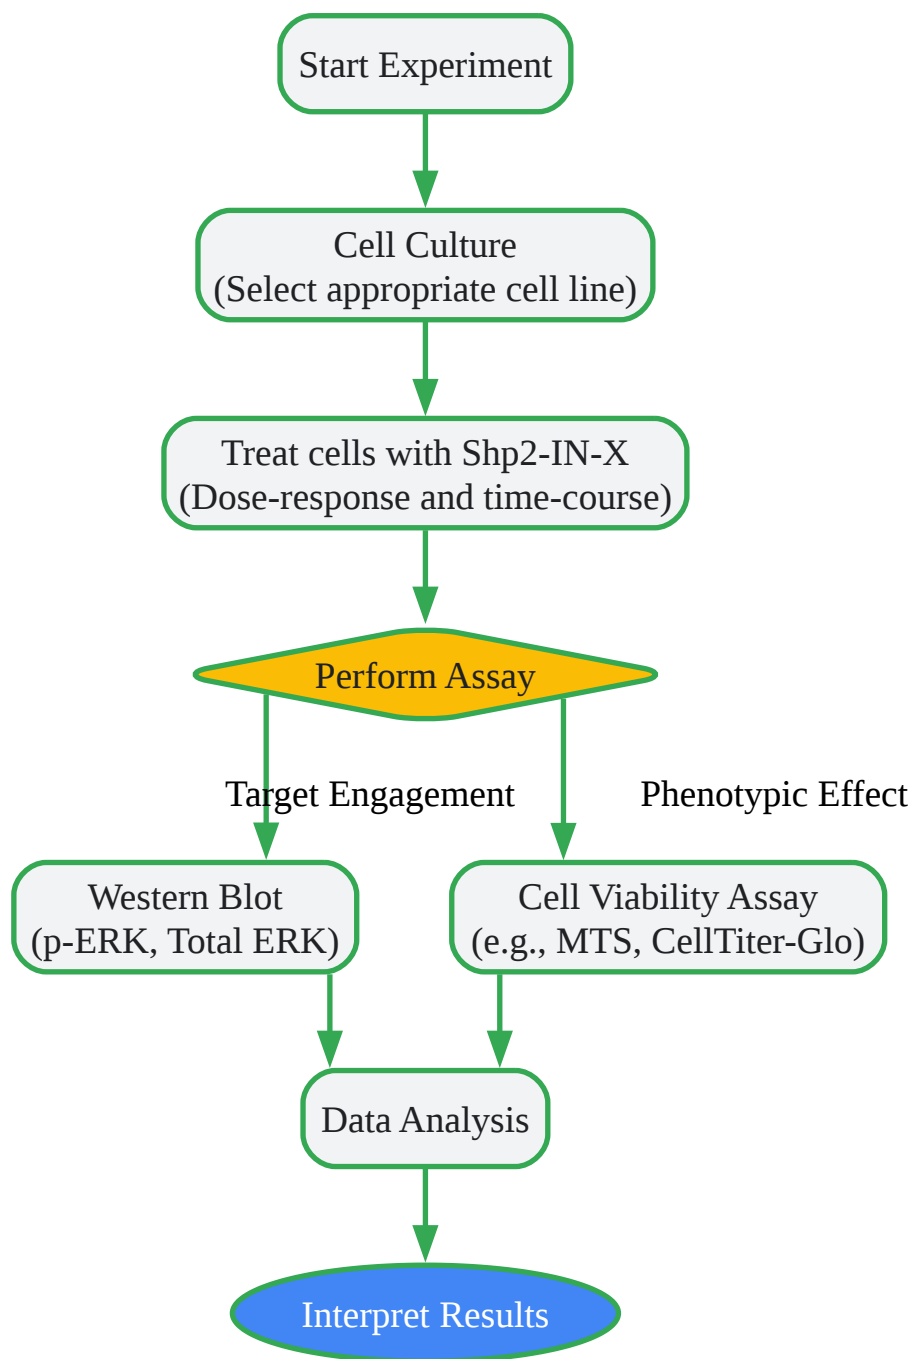 Start Experiment
Cell Culture
(Select appropriate cell line)
Treat cells with Shp2-IN-X
(Dose-response and time-course)
Perform Assay
Target Engagement
Phenotypic Effect
Western Blot
(p-ERK, Total ERK)
Cell Viability Assay
(e.g., MTS, CellTiter-Glo)
Data Analysis
Interpret Results